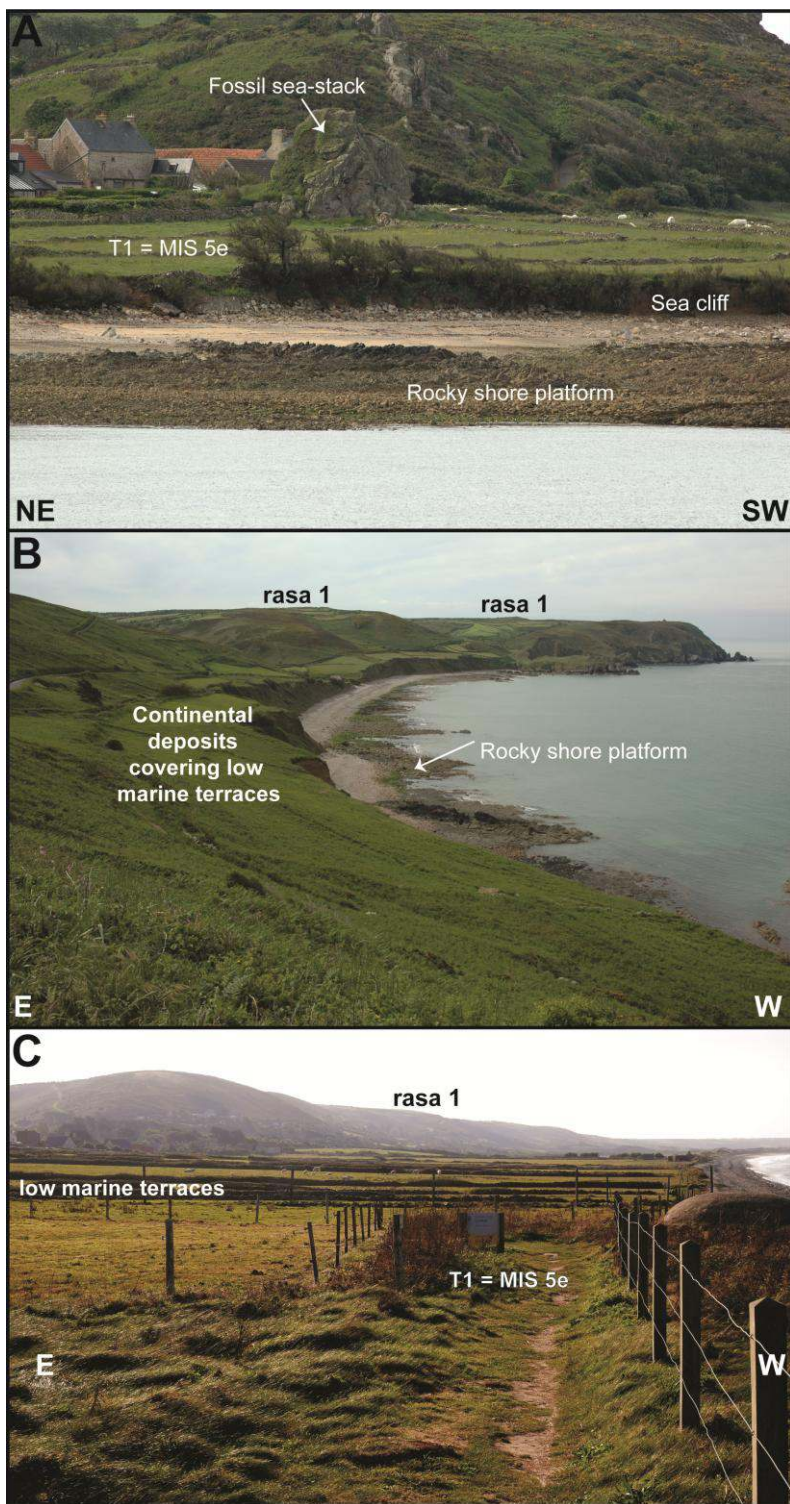 A
Fossil sea-stack
T1 = MIS 5e
Sea cliff
Rocky shore platform
NE
SW
B
rasa 1
rasa 1
Continental
deposits
covering low
marine terraces
Rocky shore platform
E
W
C
rasa 1
low marine terraces
T1 = MIS 5e
E
W